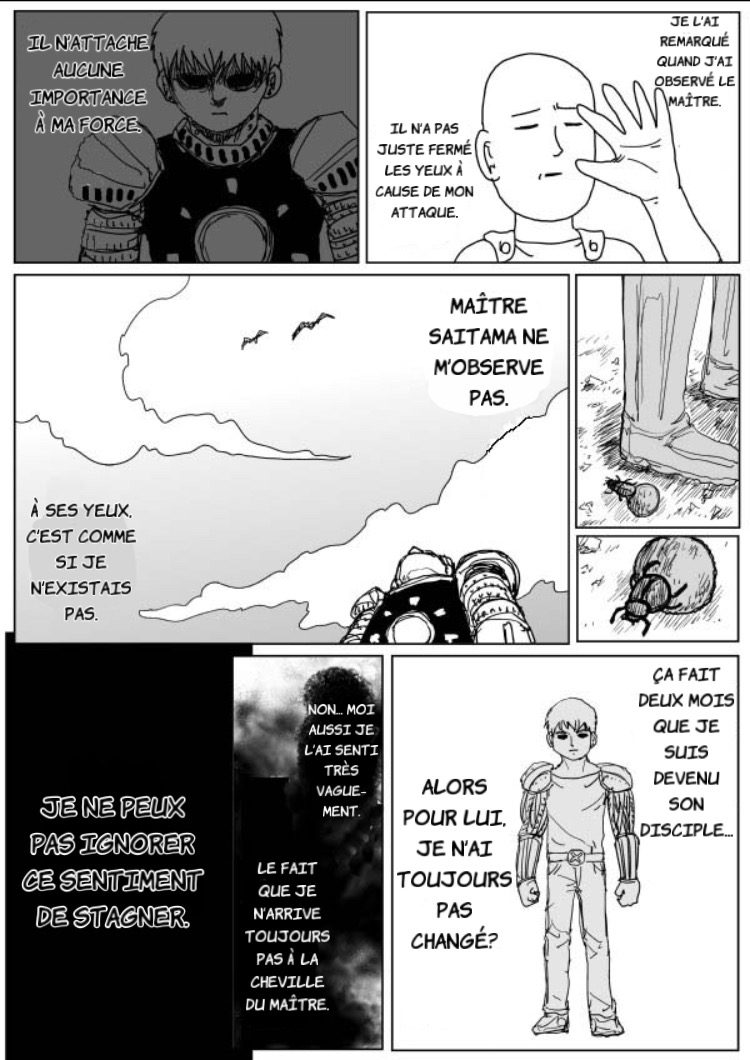 JE L'AI
REMARQUÉ
QUAND J'AI
OBSERVÉ LE
MAÎTRE.
IL N'A PAS
JUSTE FERMÉ
LES YEUX À
CAUSE DE MON
ATTAQUE.
IL N'ATTACHE
AUCUNE
IMPORTANCE
À MA FORCE.
MAÎTRE
SAITAMA NE
M'OBSERVE
PAS.
À SES YEUX,
C'EST COMME
SI JE
N'EXISTAIS
PAS.
ÇA FAIT
DEUX MOIS
QUE JE
SUIS
DEVENU
SON
DISCIPLE...
ALORS
POUR LUI,
JE N'AI
TOUJOURS
PAS
CHANGÉ?
NON... MOI
AUSSI JE
L'AI SENTI
TRÈS
VAGUE-
MENT.
LE FAIT
QUE JE
N'ARRIVE
TOUJOURS
PAS À LA
CHEVILLE
DU MAÎTRE.
JE NE PEUX
PAS IGNORER
CE SENTIMENT
DE STAGNER.